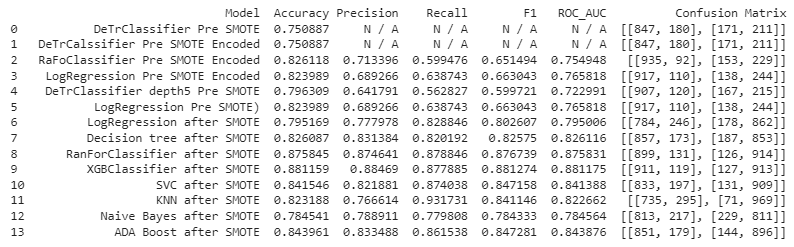 Model Accuracy Precision Recall F1 ROC_AUC Confusion Matrix
0 DeTrClassifier Pre SMOTE 0.750887 N / A N / A N / A N / A [[847, 180], [171, 211]]
1 DeTrCalssifier Pre SMOTE Encoded 0.750887 N / A N / A N / A N / A [[847, 180], [171, 211]]
2 RaFoClassifier Pre SMOTE Encoded 0.826118 0.713396 0.599476 0.651494 0.754948 [[935, 92], [153, 229]]
3 LogRegression Pre SMOTE Encoded 0.823989 0.689266 0.638743 0.663043 0.765818 [[917, 110], [138, 244]]
4 DeTrClassifier depth5 Pre SMOTE 0.796309 0.641791 0.562827 0.599721 0.722991 [[907, 120], [167, 215]]
5 LogRegression Pre SMOTE) 0.823989 0.689266 0.638743 0.663043 0.765818 [[917, 110], [138, 244]]
6 LogRegression after SMOTE 0.795169 0.777978 0.828846 0.802607 0.795006 [[784, 246], [178, 862]]
7 Decision tree after SMOTE 0.826087 0.831384 0.820192 0.82575 0.826116 [[857, 173], [187, 853]]
8 RanForClassifier after SMOTE 0.875845 0.874641 0.878846 0.876739 0.875831 [[899, 131], [126, 914]]
9 XGBClassifier after SMOTE 0.881159 0.88469 0.877885 0.881274 0.881175 [[911, 119], [127, 913]]
10 SVC after SMOTE 0.841546 0.821881 0.874038 0.847158 0.841388 [[833, 197], [131, 909]]
11 KNN after SMOTE 0.823188 0.766614 0.931731 0.841146 0.822662 [[735, 295], [71, 969]]
12 Naive Bayes after SMOTE 0.784541 0.788911 0.779808 0.784333 0.784564 [[813, 217], [229, 811]]
13 ADA Boost after SMOTE 0.843961 0.833488 0.861538 0.847281 0.843876 [[851, 179], [144, 896]]